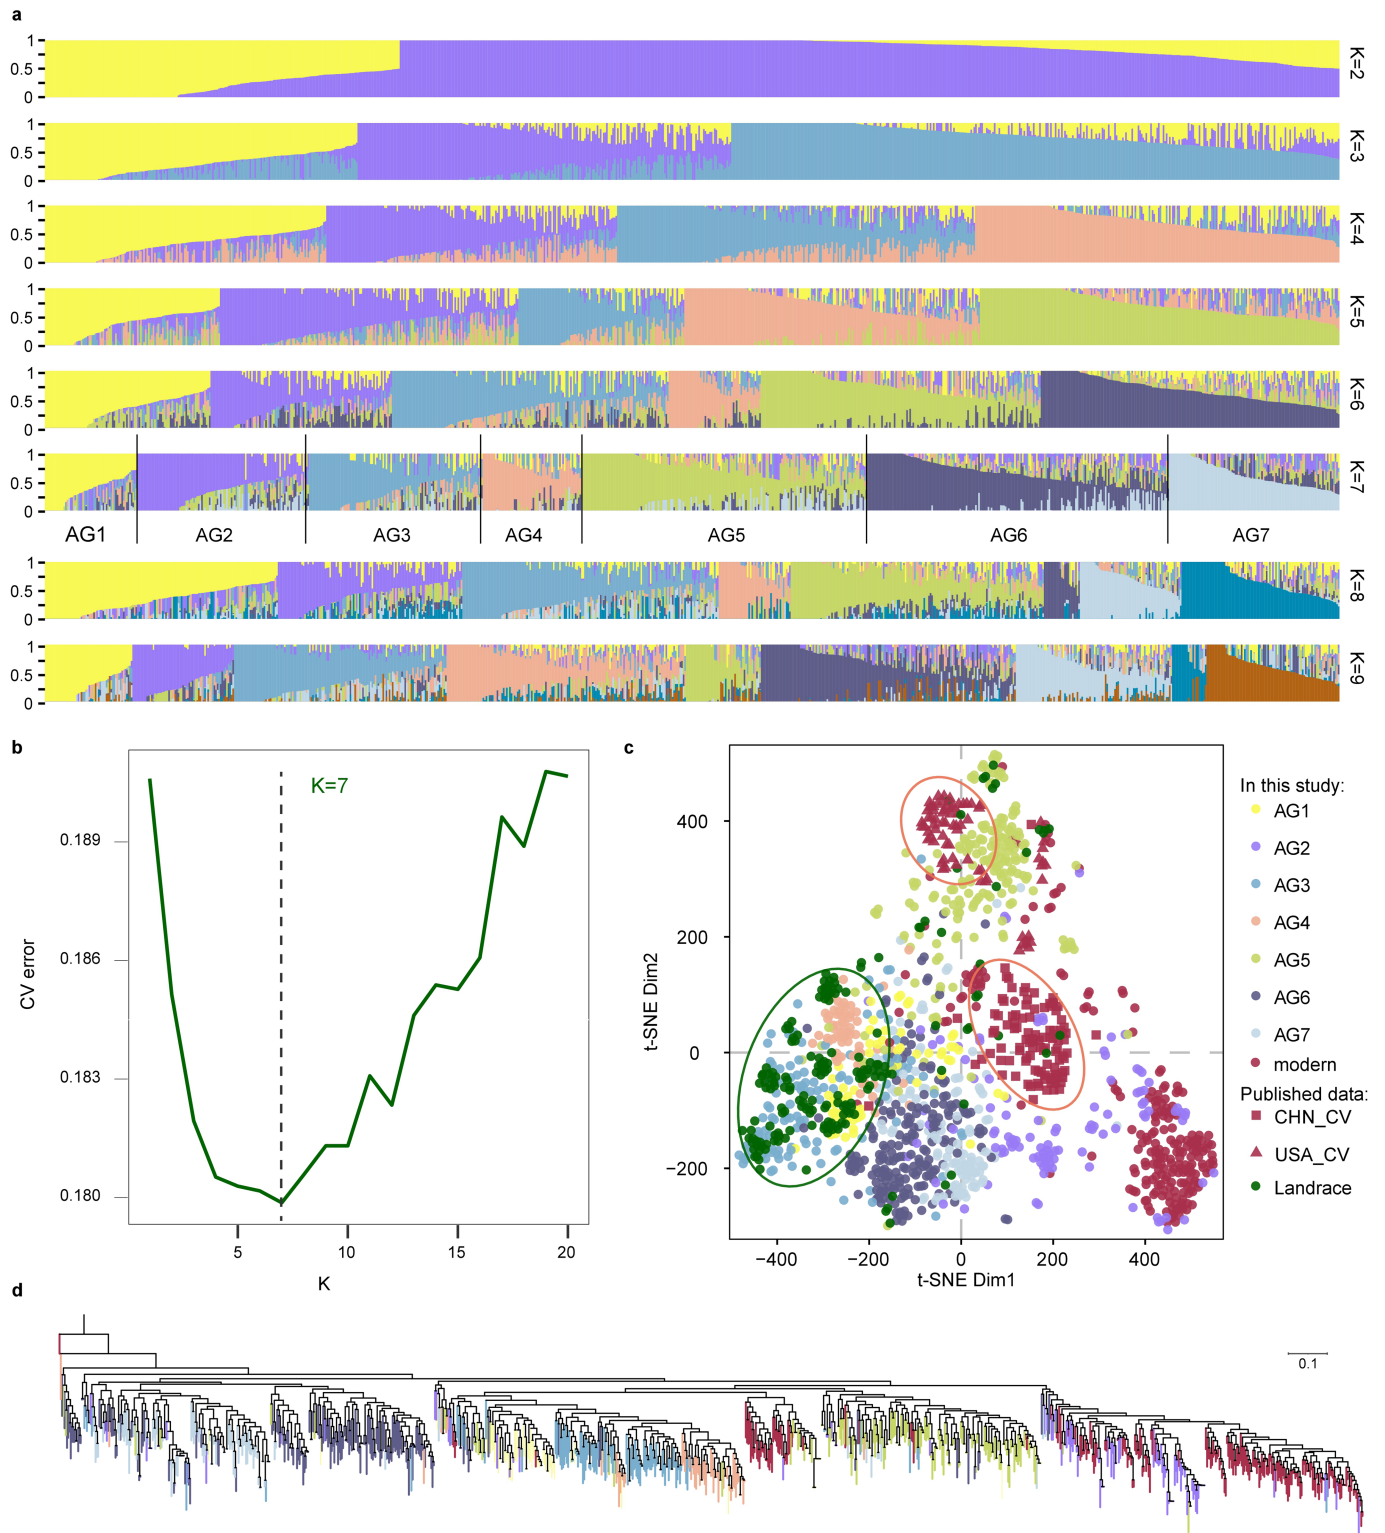 a
1
0.5
0
K=2
1
0.5
0
K=3
1
0.5
0
K=4
1
0.5
0
K=5
1
0.5
0
K=6
1
0.5
0
K=7
AG1 AG2 AG3 AG4 AG5 AG6 AG7
1
0.5
0
K=8
1
0.5
0
K=9
b
K=7
0.189
0.186
0.183
0.180
CV error
5 10 15 20
K
c
400
200
0
−200
t-SNE Dim2
−400 −200 0 200 400
t-SNE Dim1
In this study:
AG1
AG2
AG3
AG4
AG5
AG6
AG7
modern
Published data:
CHN_CV
USA_CV
Landrace
d
0.1